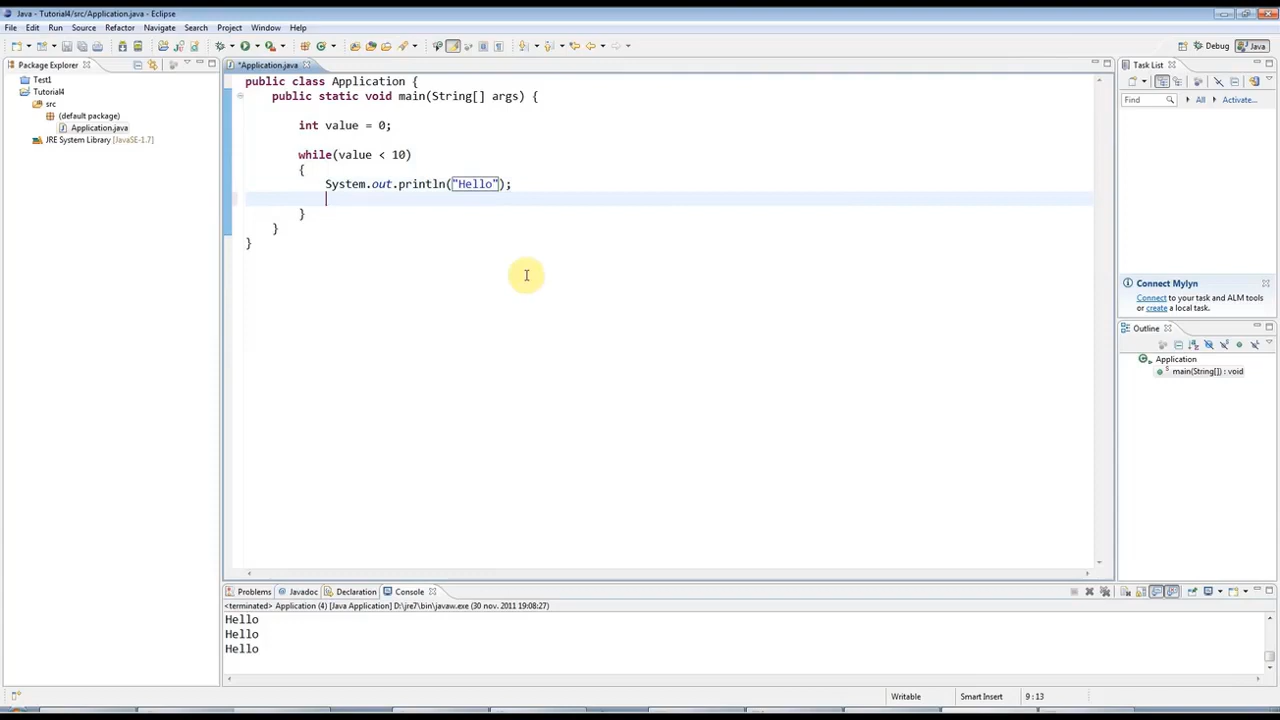 Java - Tutorial4/src/Application.java - Eclipse
File Edit Run Source Refactor Navigate Search Project Window Help
Debug Java
Package Explorer
Test1
Tutorial4
src
(default package)
Application.java
JRE System Library [JavaSE-1.7]
*Application.java
public class Application {
public static void main(String[] args) {
int value = 0;
while(value < 10)
{
System.out.println("Hello");
}
}
}
Task List
Find All Activate...
Connect Mylyn
Connect to your task and ALM tools
or create a local task.
Outline
Application
main(String[]) : void
Problems Javadoc Declaration Console
<terminated> Application (4) [Java Application] D:\jre7\bin\javaw.exe (30 nov. 2011 19:08:27)
Hello
Hello
Hello
Writable Smart Insert 9 : 13